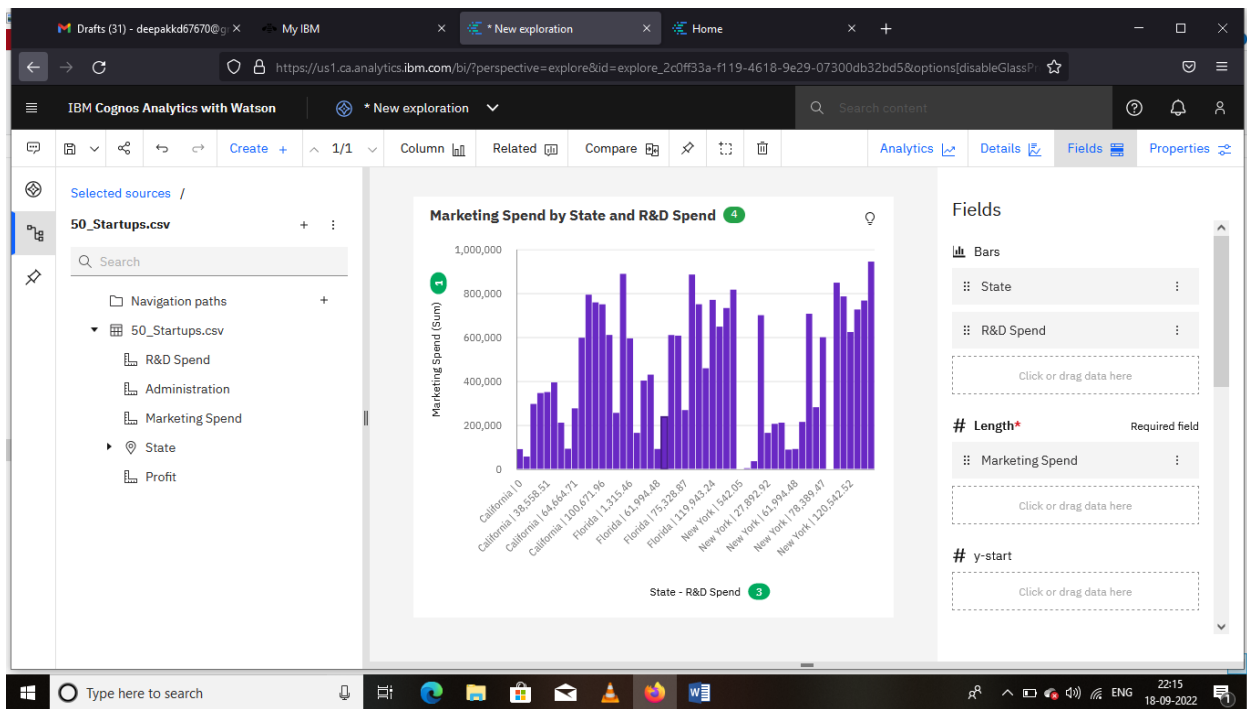 Drafts (31) - deepakkd67670@g
My IBM
* New exploration
Home
https://us1.ca.analytics.ibm.com/bi/?perspective=explore&id=explore_2c0ff33a-f119-4618-9e29-07300db32bd5&options[disableGlassPr
IBM Cognos Analytics with Watson
* New exploration
Search content
Create +
1/1
Column
Related
Compare
Analytics
Details
Fields
Properties
Selected sources /
50_Startups.csv
Search
Navigation paths
50_Startups.csv
R&D Spend
Administration
Marketing Spend
State
Profit
Marketing Spend by State and R&D Spend 4
Marketing Spend (Sum) 1
1,000,000
800,000
600,000
400,000
200,000
0
California | 0
California | 38,558.51
California | 64,664.71
California | 100,671.96
Florida | 1,315.46
Florida | 61,994.48
Florida | 75,328.87
Florida | 119,943.24
New York | 542.05
New York | 27,892.92
New York | 61,994.48
New York | 78,389.47
New York | 120,542.52
State - R&D Spend 3
Fields
Bars
State
R&D Spend
Click or drag data here
# Length* Required field
Marketing Spend
Click or drag data here
# y-start
Click or drag data here
Type here to search
ENG
22:15
18-09-2022